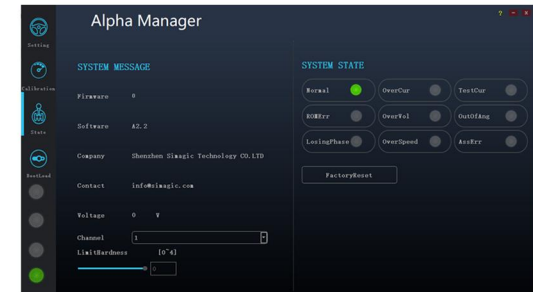 Alpha Manager
?
Setting
SYSTEM MESSAGE
SYSTEM STATE
Calibration
Firmware 0
Normal OverCur TestCur
Software A2.2
KOMErr OverVol OutOfAng
State
Company Shenzhen Simagic Technology CO.LTD
LosingPhase OverSpeed AssErr
BootLoad
FactoryReset
Contact info@simagic.com
Voltage 0 V
Channel 1
LimitHardness [0~4]
0